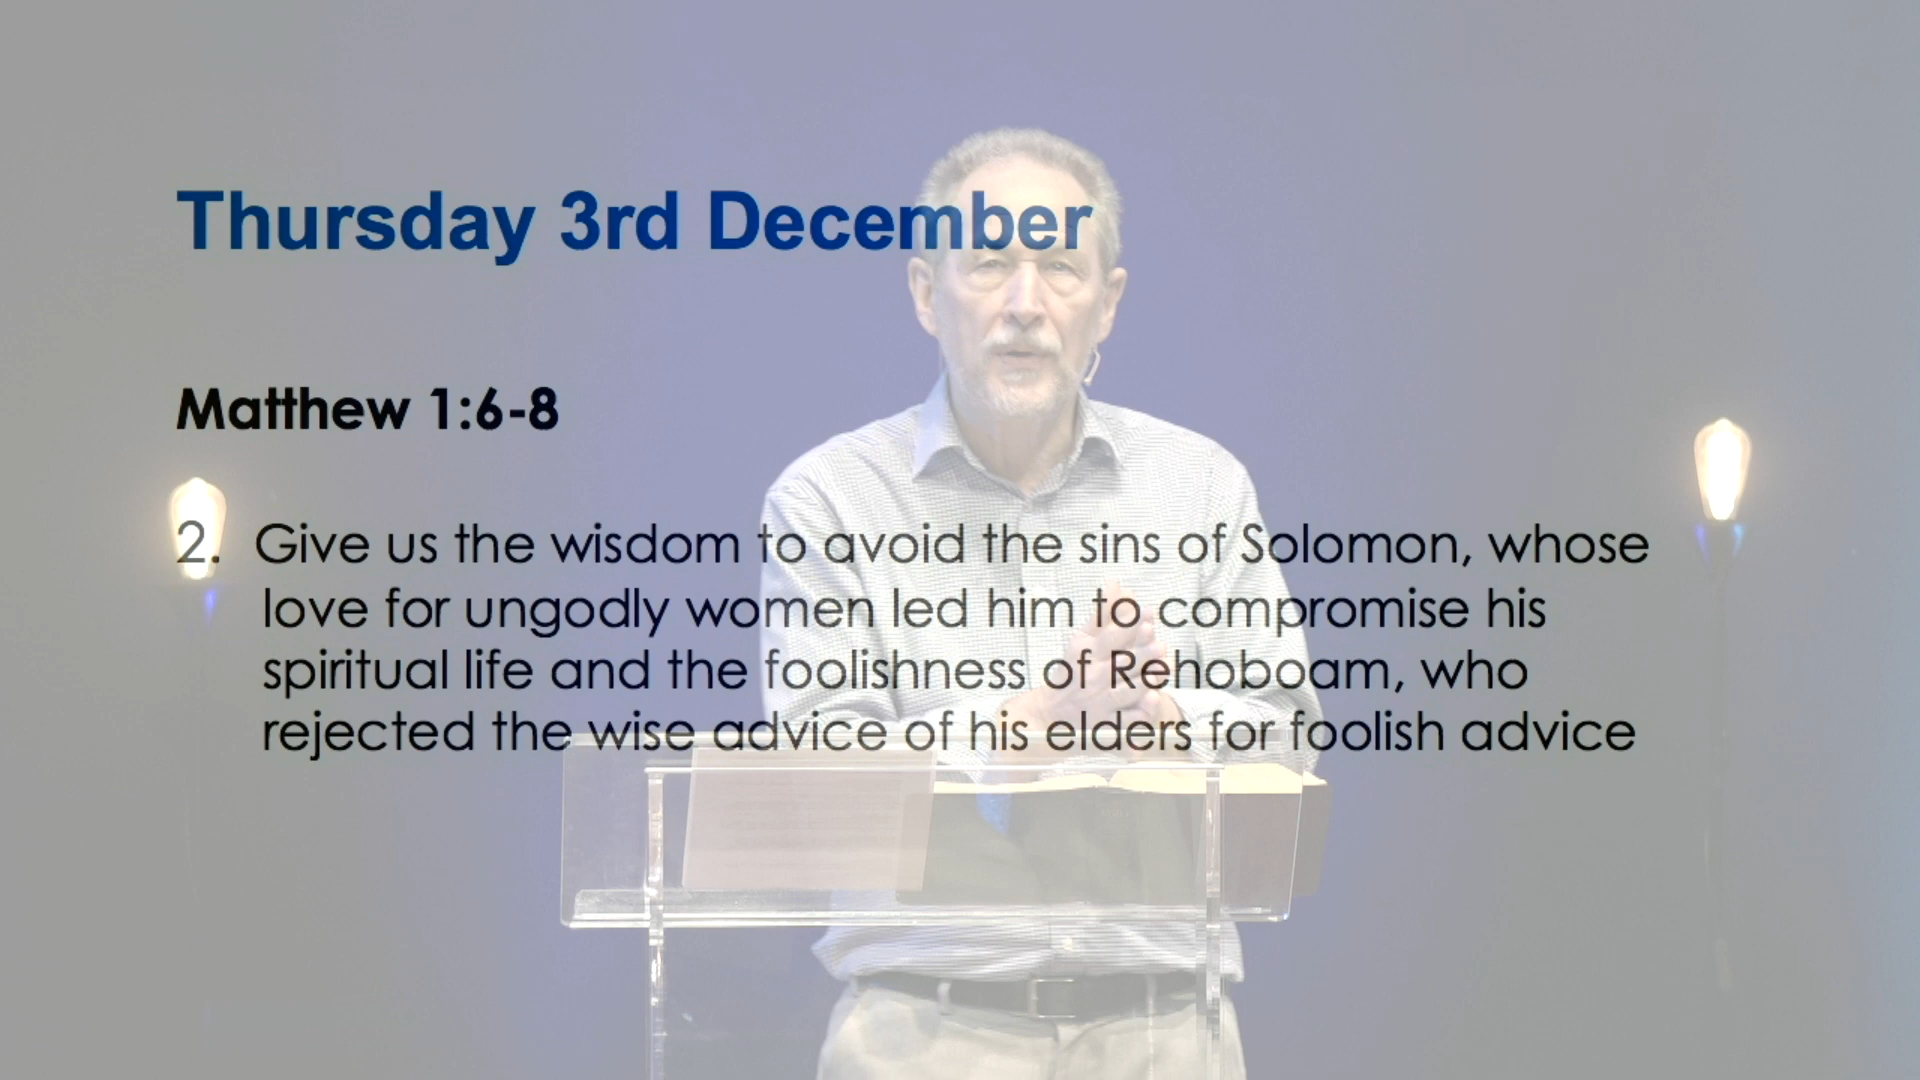 Thursday 3rd December
Matthew 1:6-8
2. Give us the wisdom to avoid the sins of Solomon, whose
love for ungodly women led him to compromise his
spiritual life and the foolishness of Rehoboam, who
rejected the wise advice of his elders for foolish advice